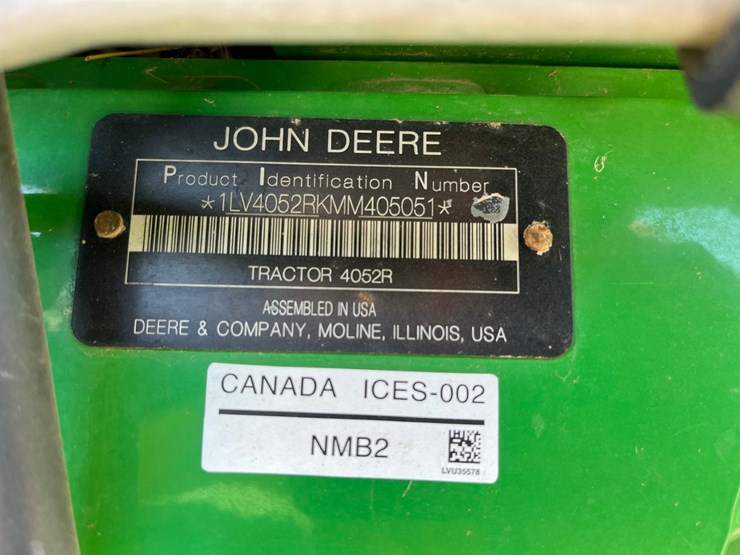 JOHN DEERE
Product Identification Number
*1LV4052RKMM405051*
TRACTOR 4052R
ASSEMBLED IN USA
DEERE & COMPANY, MOLINE, ILLINOIS, USA
CANADA ICES-002
NMB2
LVU35578